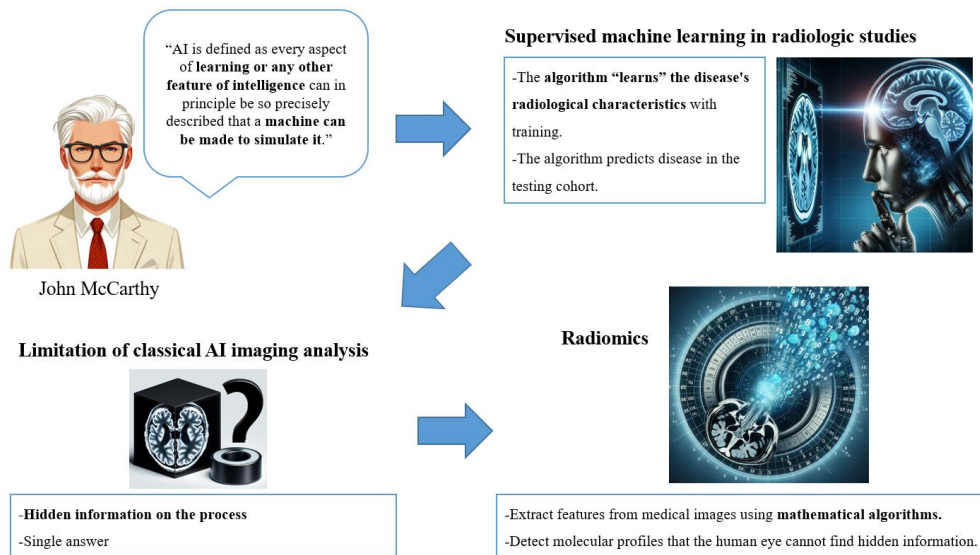 “AI is defined as every aspect
of learning or any other
feature of intelligence can in
principle be so precisely
described that a machine can
be made to simulate it.”
John McCarthy
Supervised machine learning in radiologic studies
-The algorithm “learns” the disease's
radiological characteristics with
training.
-The algorithm predicts disease in the
testing cohort.
Limitation of classical AI imaging analysis
-Hidden information on the process
-Single answer
Radiomics
-Extract features from medical images using mathematical algorithms.
-Detect molecular profiles that the human eye cannot find hidden information.